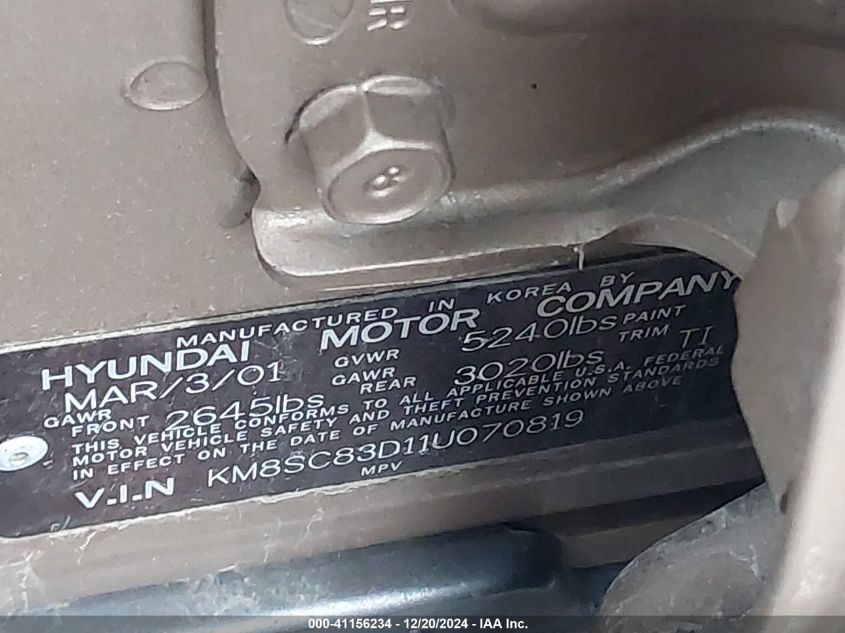 MANUFACTURED IN KOREA BY
HYUNDAI MOTOR COMPANY
MAR/3/01 GVWR 5240lbs PAINT
GAWR FRONT 2645lbs GAWR REAR 3020lbs TRIM TI
THIS VEHICLE CONFORMS TO ALL APPLICABLE U.S.A. FEDERAL
MOTOR VEHICLE SAFETY AND THEFT PREVENTION STANDARDS
IN EFFECT ON THE DATE OF MANUFACTURE SHOWN ABOVE
V.I.N KM8SC83D11U070819
MPV
000-41156234 - 12/20/2024 - IAA Inc.